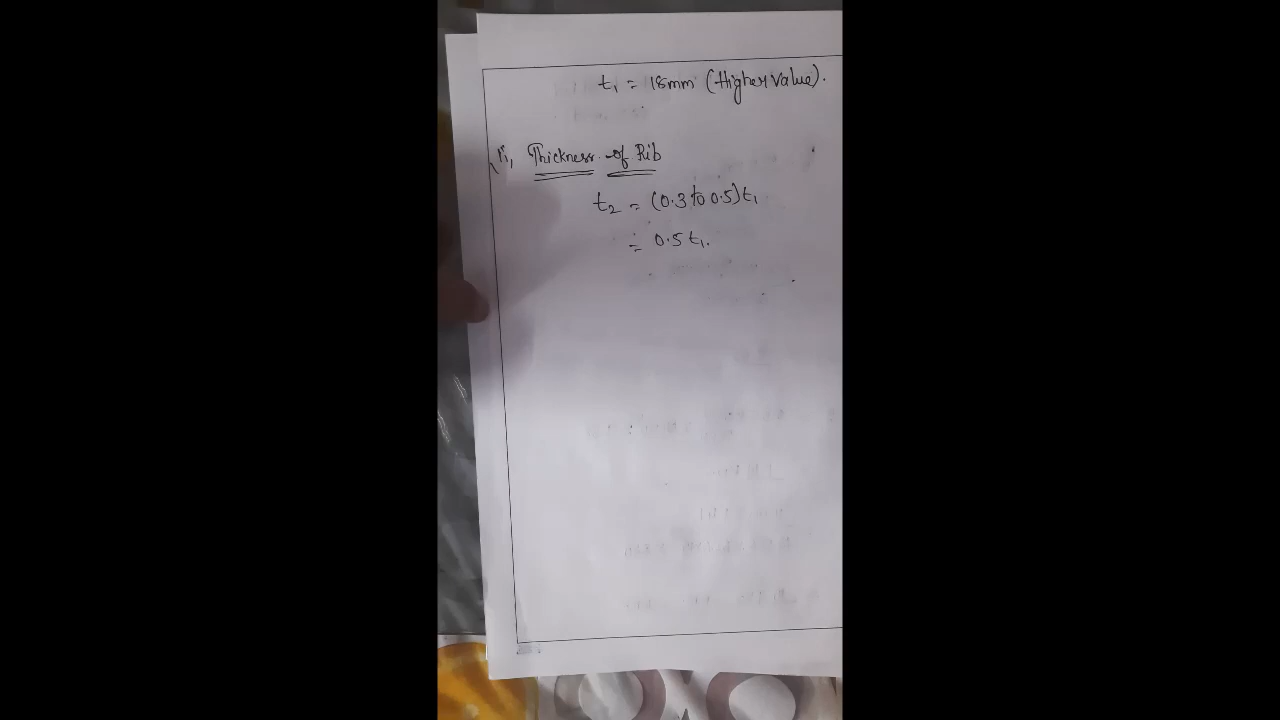 t₁ = 18mm (Higher value).
ii, Thickness of Rib
t₂ = (0.3 to 0.5)t₁
= 0.5 t₁.